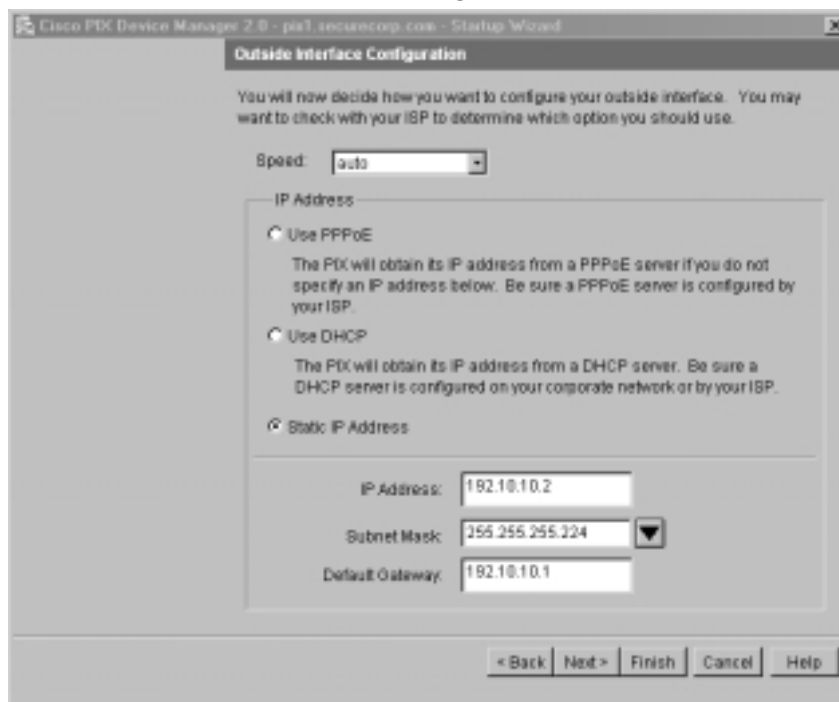 Cisco PIX Device Manager 2.0 - pix1.securecorp.com - Startup Wizard
Outside Interface Configuration
You will now decide how you want to configure your outside interface. You may
want to check with your ISP to determine which option you should use.
Speed: auto
IP Address
Use PPPoE
The PIX will obtain its IP address from a PPPoE server if you do not
specify an IP address below. Be sure a PPPoE server is configured by
your ISP.
Use DHCP
The PIX will obtain its IP address from a DHCP server. Be sure a
DHCP server is configured on your corporate network or by your ISP.
Static IP Address
IP Address: 192.10.10.2
Subnet Mask: 255.255.255.224
Default Gateway: 192.10.10.1
< Back Next > Finish Cancel Help